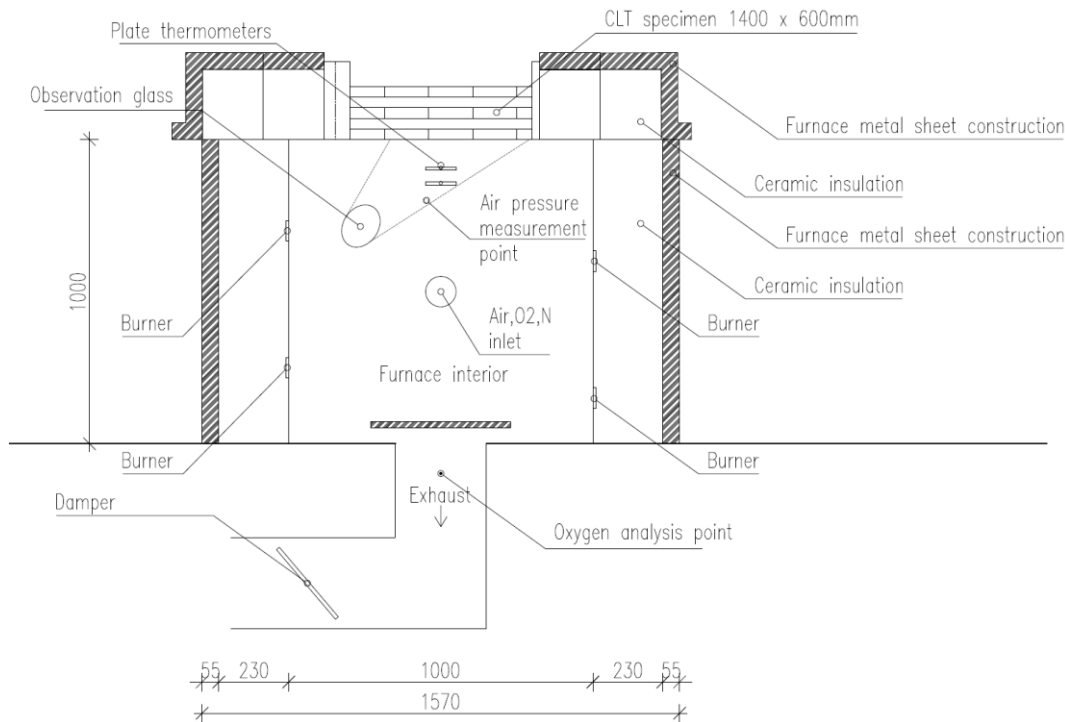 Plate thermometers
CLT specimen 1400 x 600mm
Observation glass
Furnace metal sheet construction
Ceramic insulation
Air pressure
measurement
point
Furnace metal sheet construction
Ceramic insulation
1000
Burner
Air,O2,N
inlet
Burner
Furnace interior
Burner
Burner
Damper
Exhaust
Oxygen analysis point
55
230
1000
230
55
1570